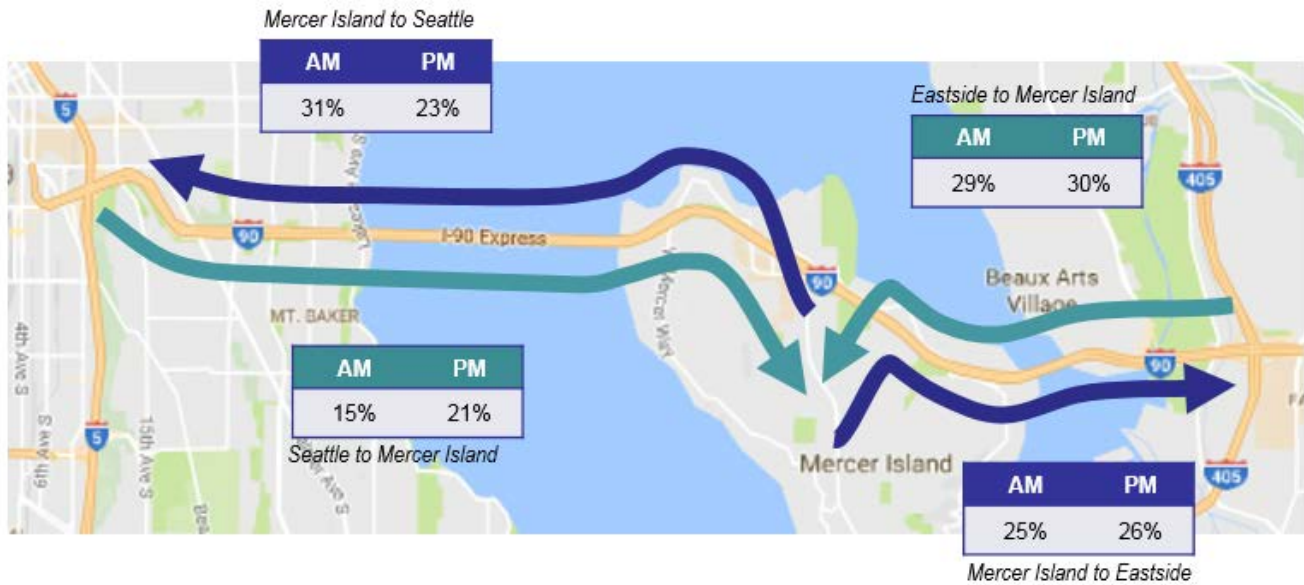 Mercer Island to Seattle
AM PM
31% 23%
Eastside to Mercer Island
AM PM
29% 30%
5
405
90
I-90 Express
90
Beaux Arts
Village
W Mercer Way
MT. BAKER
90
4th Ave S
AM PM
15% 21%
Seattle to Mercer Island
15th Ave S
5
Mercer Island
405
AM PM
25% 26%
Mercer Island to Eastside